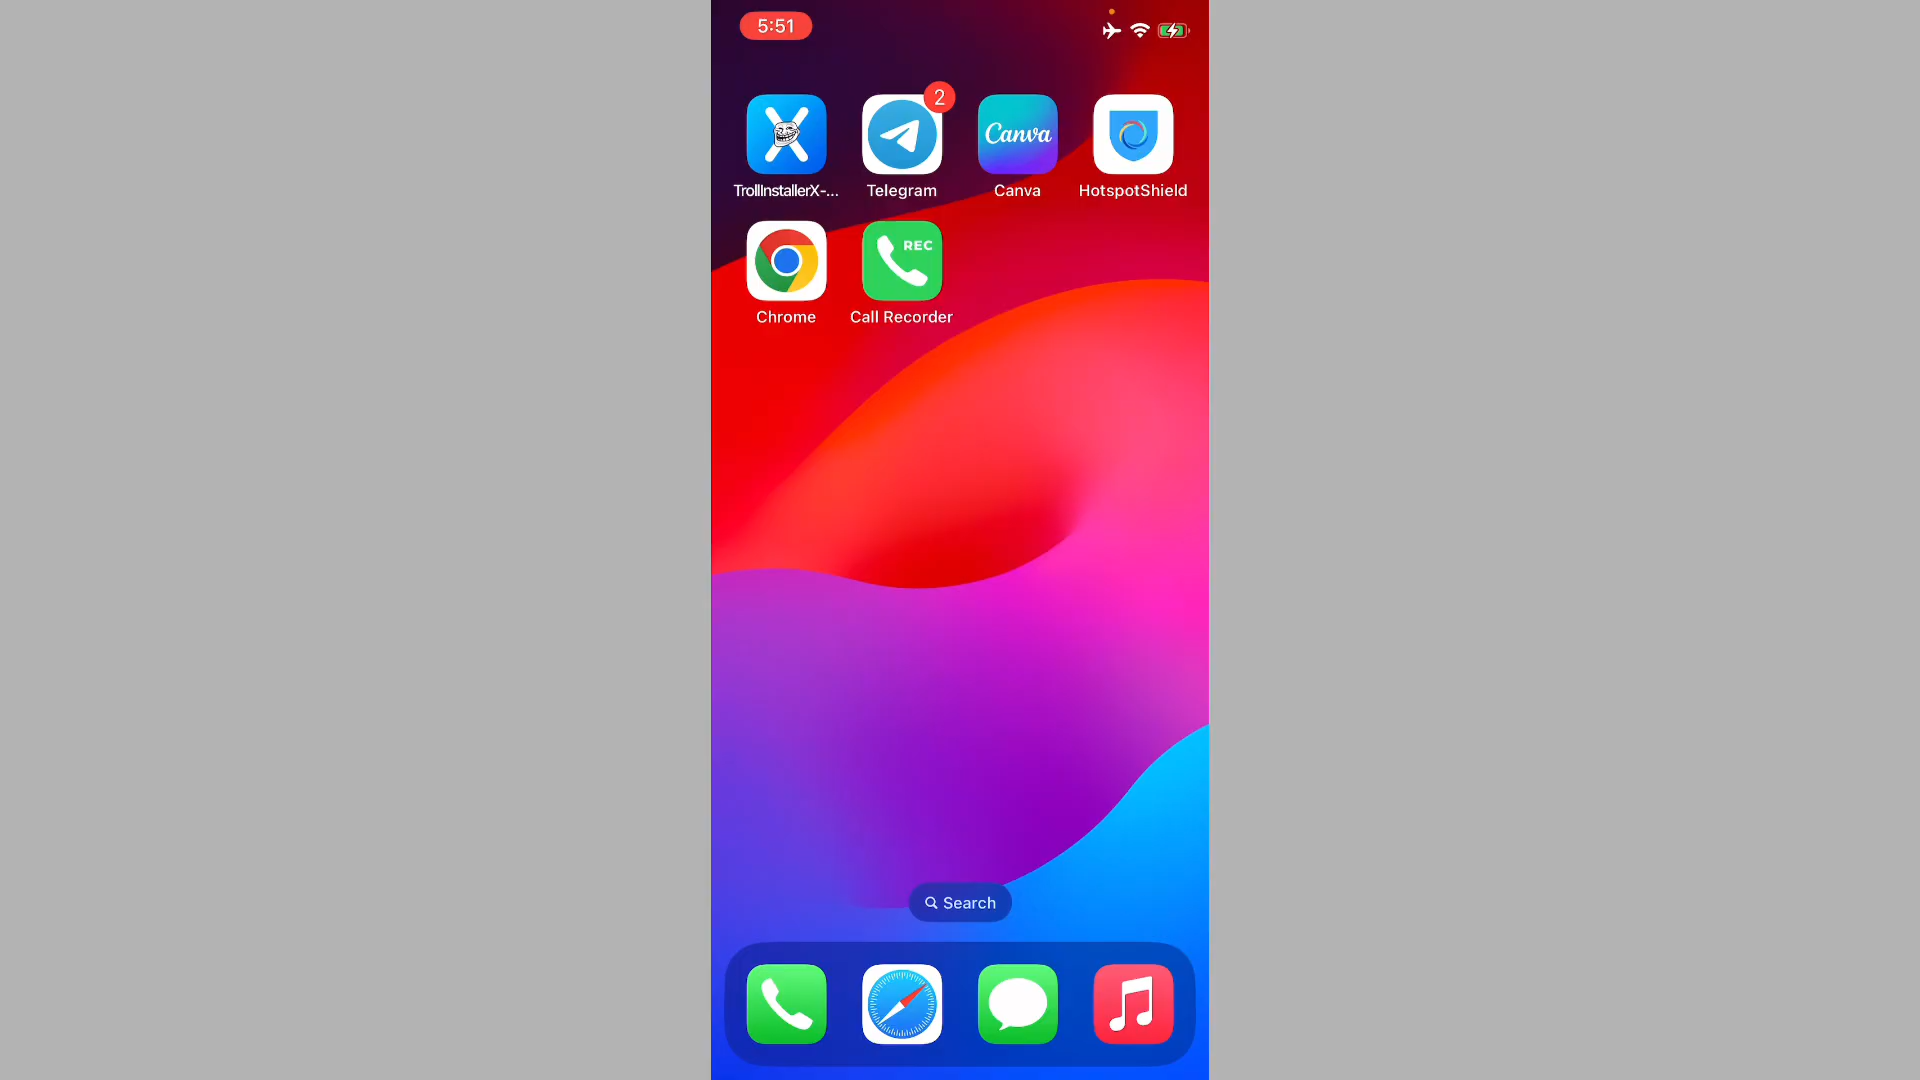 5:51
2
TrollInstallerX-...
Telegram
Canva
Canva
HotspotShield
REC
Chrome
Call Recorder
Search